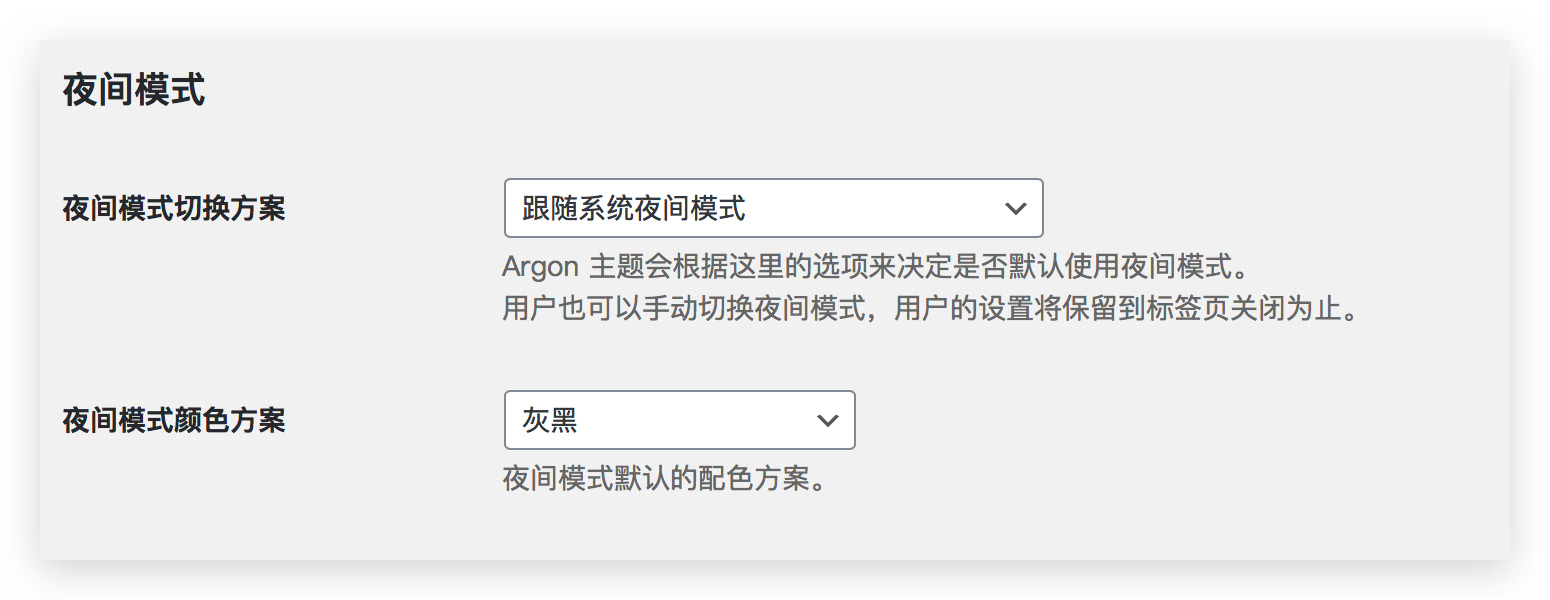 夜间模式
夜间模式切换方案
跟随系统夜间模式
Argon 主题会根据这里的选项来决定是否默认使用夜间模式。
用户也可以手动切换夜间模式，用户的设置将保留到标签页关闭为止。
夜间模式颜色方案
灰黑
夜间模式默认的配色方案。